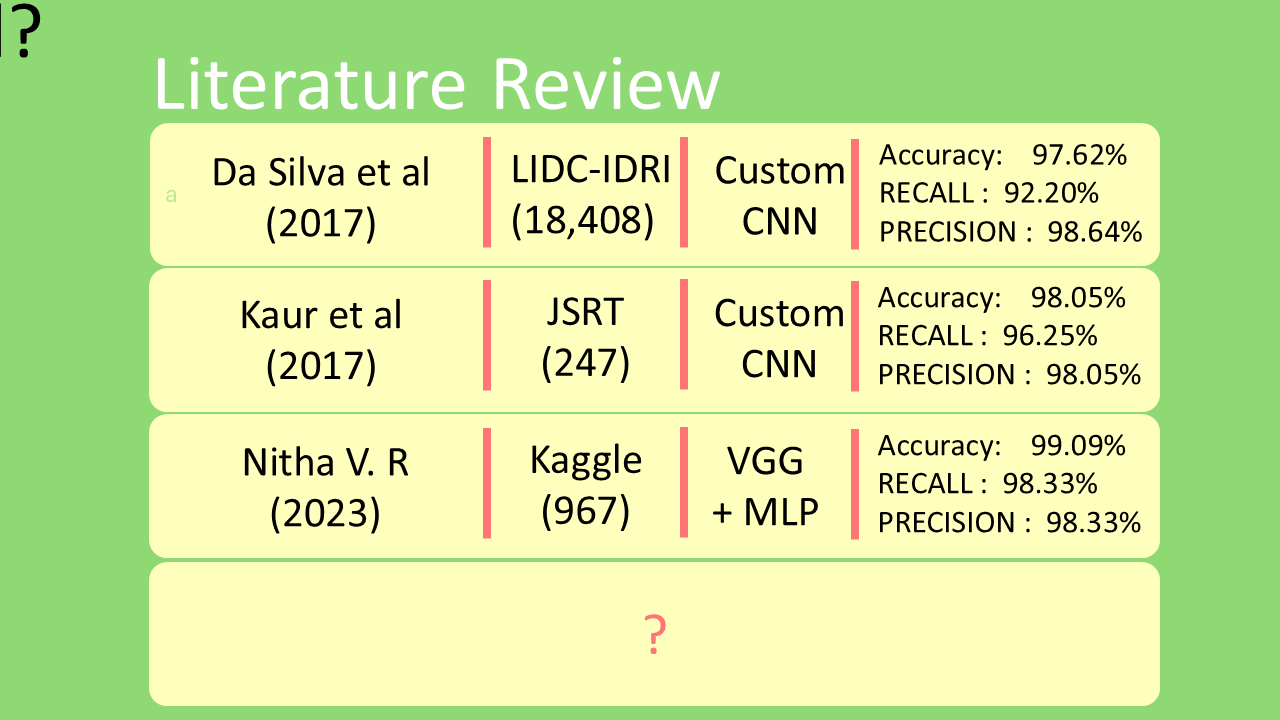 ?
Literature Review
a
Da Silva et al
(2017)
LIDC-IDRI
(18,408)
Custom
CNN
Accuracy: 97.62%
RECALL : 92.20%
PRECISION : 98.64%
Kaur et al
(2017)
JSRT
(247)
Custom
CNN
Accuracy: 98.05%
RECALL : 96.25%
PRECISION : 98.05%
Nitha V. R
(2023)
Kaggle
(967)
VGG
+ MLP
Accuracy: 99.09%
RECALL : 98.33%
PRECISION : 98.33%
?